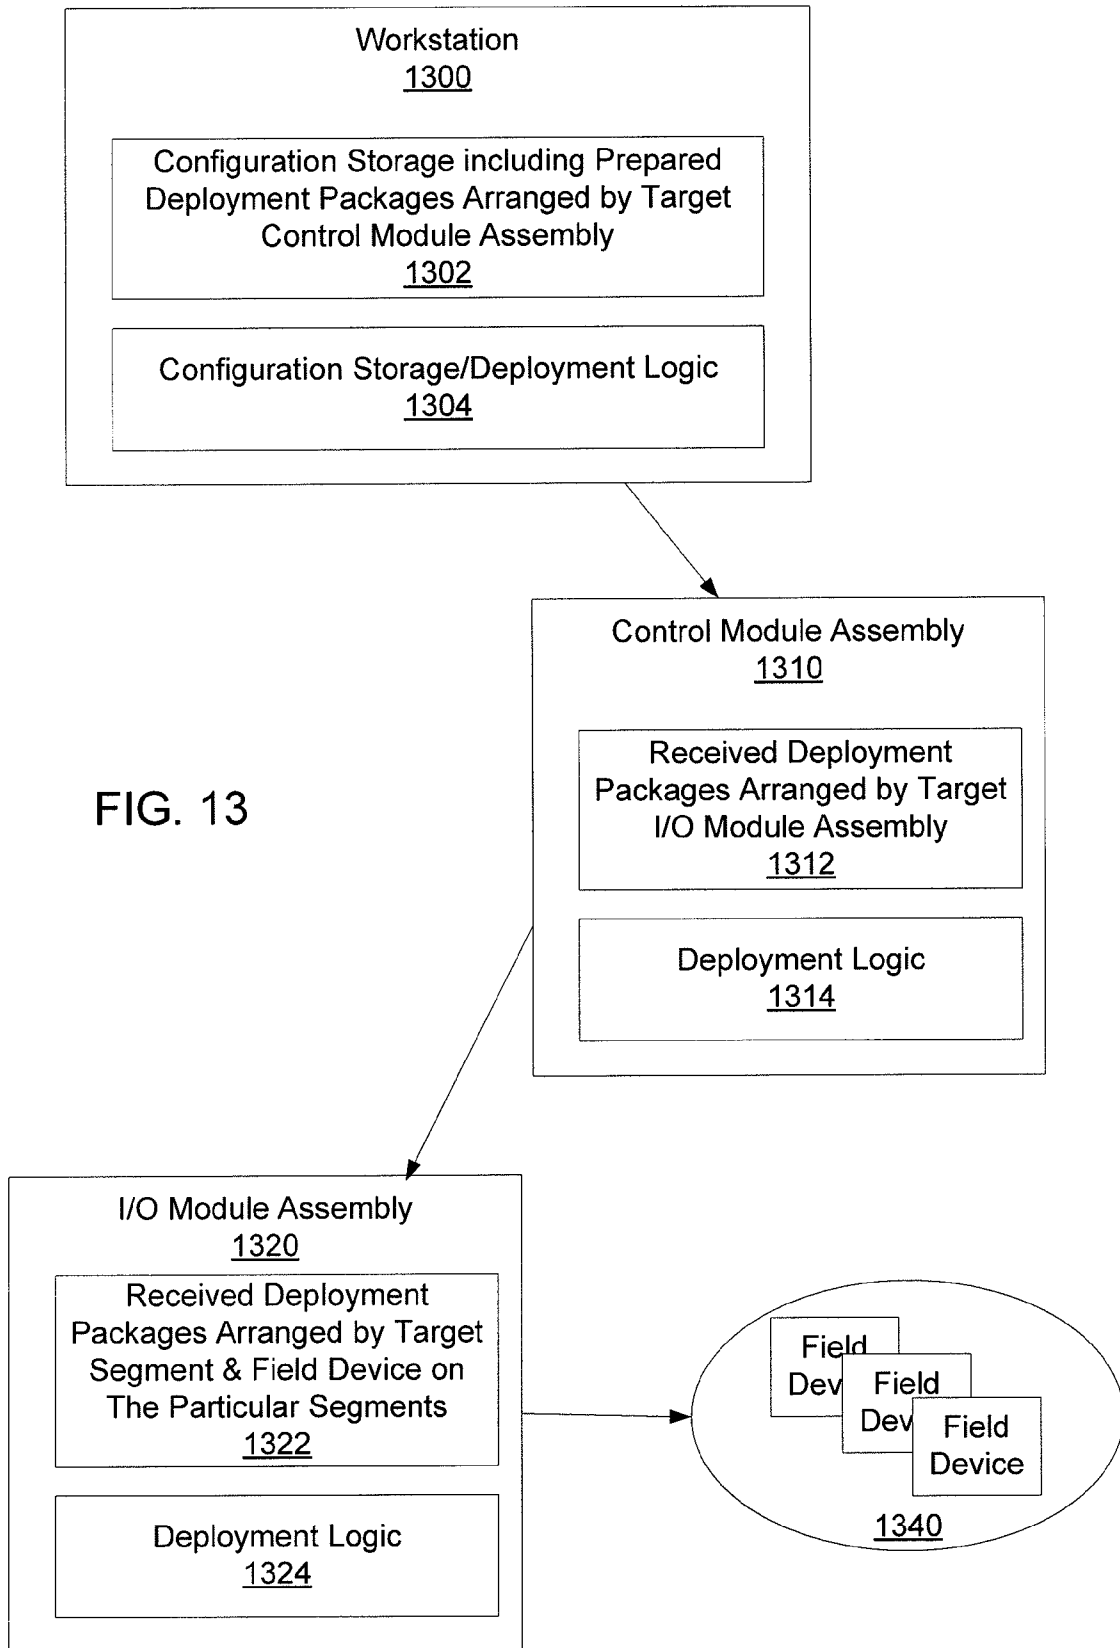 Workstation
1300
Configuration Storage including Prepared
Deployment Packages Arranged by Target
Control Module Assembly
1302
Configuration Storage/Deployment Logic
1304
Control Module Assembly
1310
Received Deployment
Packages Arranged by Target
I/O Module Assembly
1312
Deployment Logic
1314
FIG. 13
I/O Module Assembly
1320
Received Deployment
Packages Arranged by Target
Segment & Field Device on
The Particular Segments
1322
Deployment Logic
1324
Field
Devi
Field
Devi
Field
Device
1340